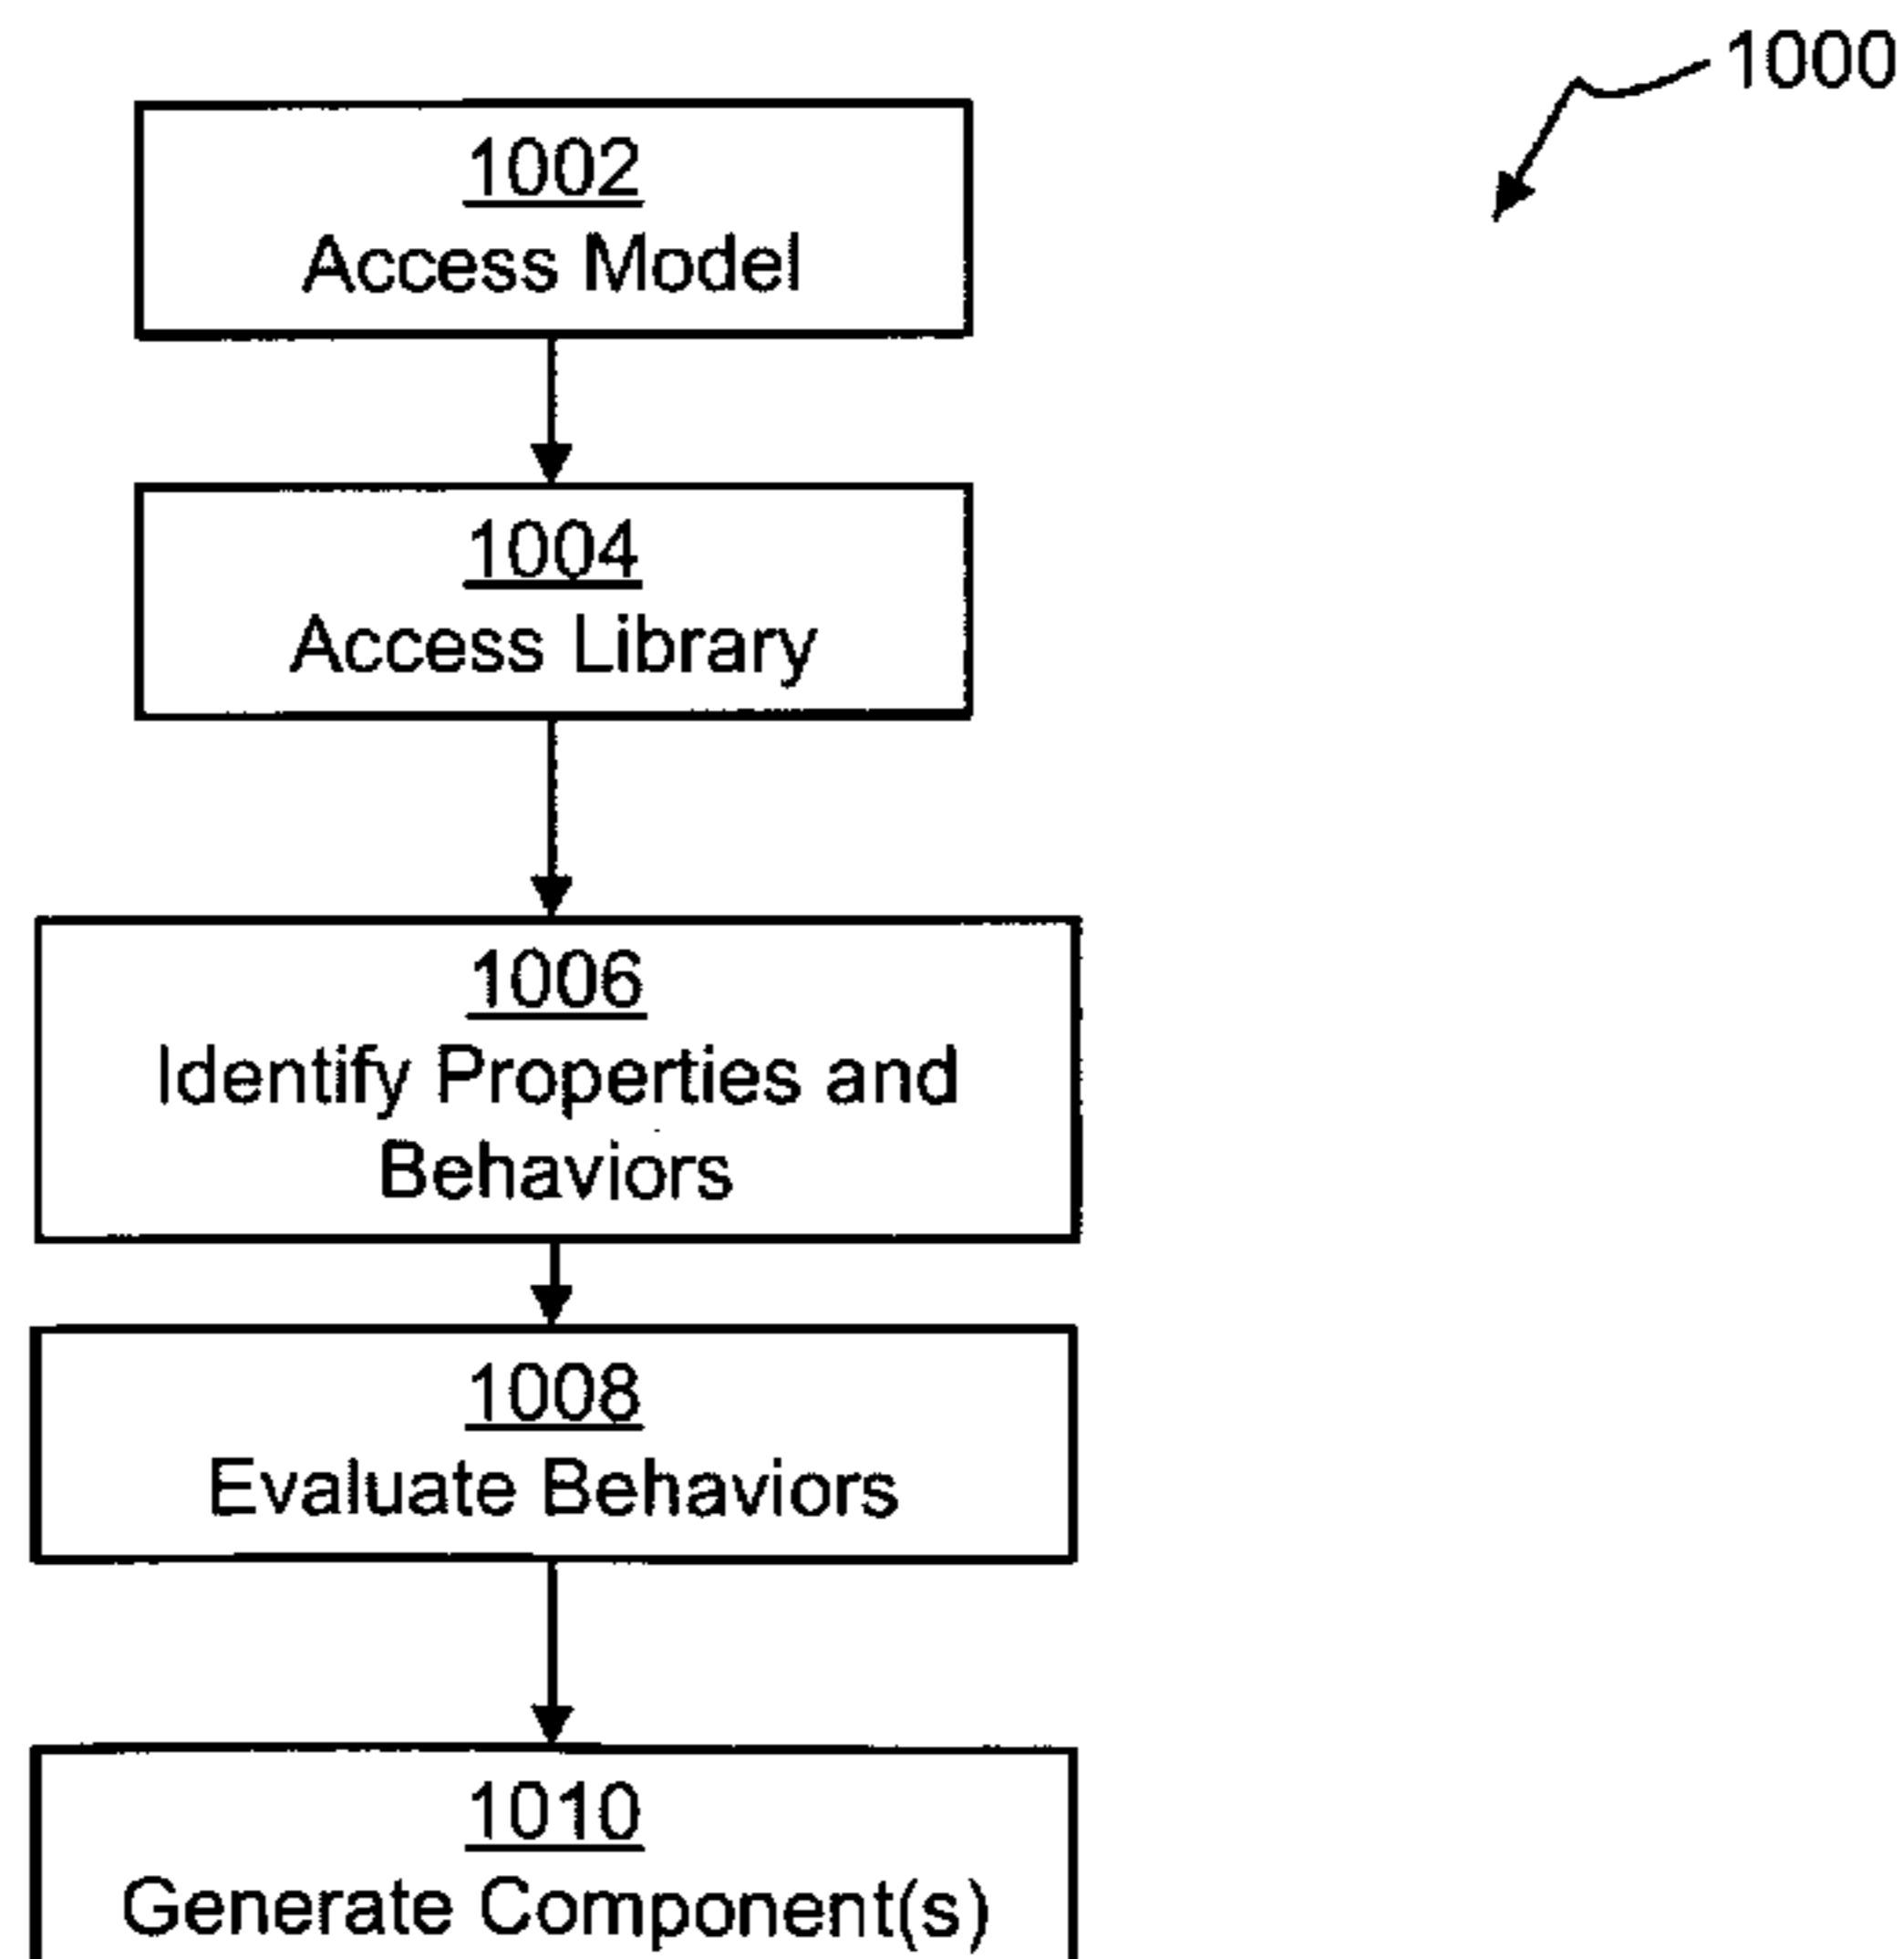 1000
1002
Access Model
1004
Access Library
1006
Identify Properties and
Behaviors
1008
Evaluate Behaviors
1010
Generate Component(s)